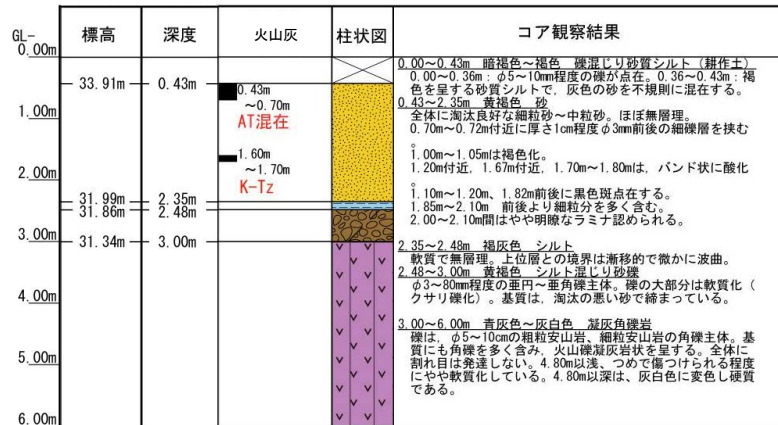 GL-
標高
深度
火山灰
柱状図
コア観察結果
0.00m
0.00～0.43m 暗褐色～褐色 礫混じり砂質シルト（耕作土）
0.00～0.36m：φ5～10mm程度の礫が点在。0.36～0.43m：褐
色を呈する砂質シルトで，灰色の砂を不規則に混在する。
33.91m
0.43m
0.43m
～0.70m
AT混在
0.43～2.35m 黄褐色 砂
全体に淘汰良好な細粒砂～中粒砂。ほぼ無層理。
0.70m～0.72m付近に厚さ1cm程度φ3mm前後の細礫層を挟む
。
1.00m
1.00m～1.05mは褐色化。
1.20m付近，1.67m付近，1.70m～1.80mは，バンド状に酸化
。
1.60m
～1.70m
K-Tz
1.10m～1.20m、1.82m前後に黒色斑点在する。
1.85m～2.10m 前後より細粒分を多く含む。
2.00～2.10m間はやや明瞭なラミナ認められる。
2.00m
31.99m
2.35m
31.86m
2.48m
2.35～2.48m 褐灰色 シルト
軟質で無層理。上位層との境界は漸移的で微かに波曲。
2.48～3.00m 黄褐色 シルト混じり砂礫
φ3～80mm程度の亜円～亜角礫主体。礫の大部分は軟質化（
クサリ礫化）。基質は，淘汰の悪い砂で締まっている。
3.00m
31.34m
3.00m
3.00～6.00m 青灰色～灰白色 凝灰角礫岩
礫は，φ5～10cmの粗粒安山岩、細粒安山岩の角礫主体。基
質にも角礫を多く含み，火山礫凝灰岩状を呈する。全体に
割れ目は発達しない。4.80m以浅、つめで傷つけられる程度
にやや軟質化している。4.80m以深は、灰白色に変色し硬質
である。
4.00m
5.00m
6.00m